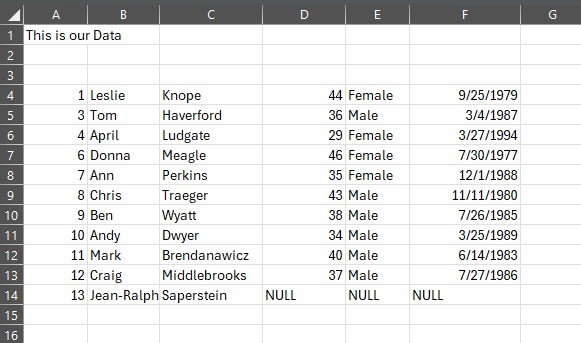 A B C D E F G
1 This is our Data
2
3
4 1 Leslie Knope 44 Female 9/25/1979
5 3 Tom Haverford 36 Male 3/4/1987
6 4 April Ludgate 29 Female 3/27/1994
7 6 Donna Meagle 46 Female 7/30/1977
8 7 Ann Perkins 35 Female 12/1/1988
9 8 Chris Traeger 43 Male 11/11/1980
10 9 Ben Wyatt 38 Male 7/26/1985
11 10 Andy Dwyer 34 Male 3/25/1989
12 11 Mark Brendanawicz 40 Male 6/14/1983
13 12 Craig Middlebrooks 37 Male 7/27/1986
14 13 Jean-Ralph Saperstein NULL NULL NULL
15
16